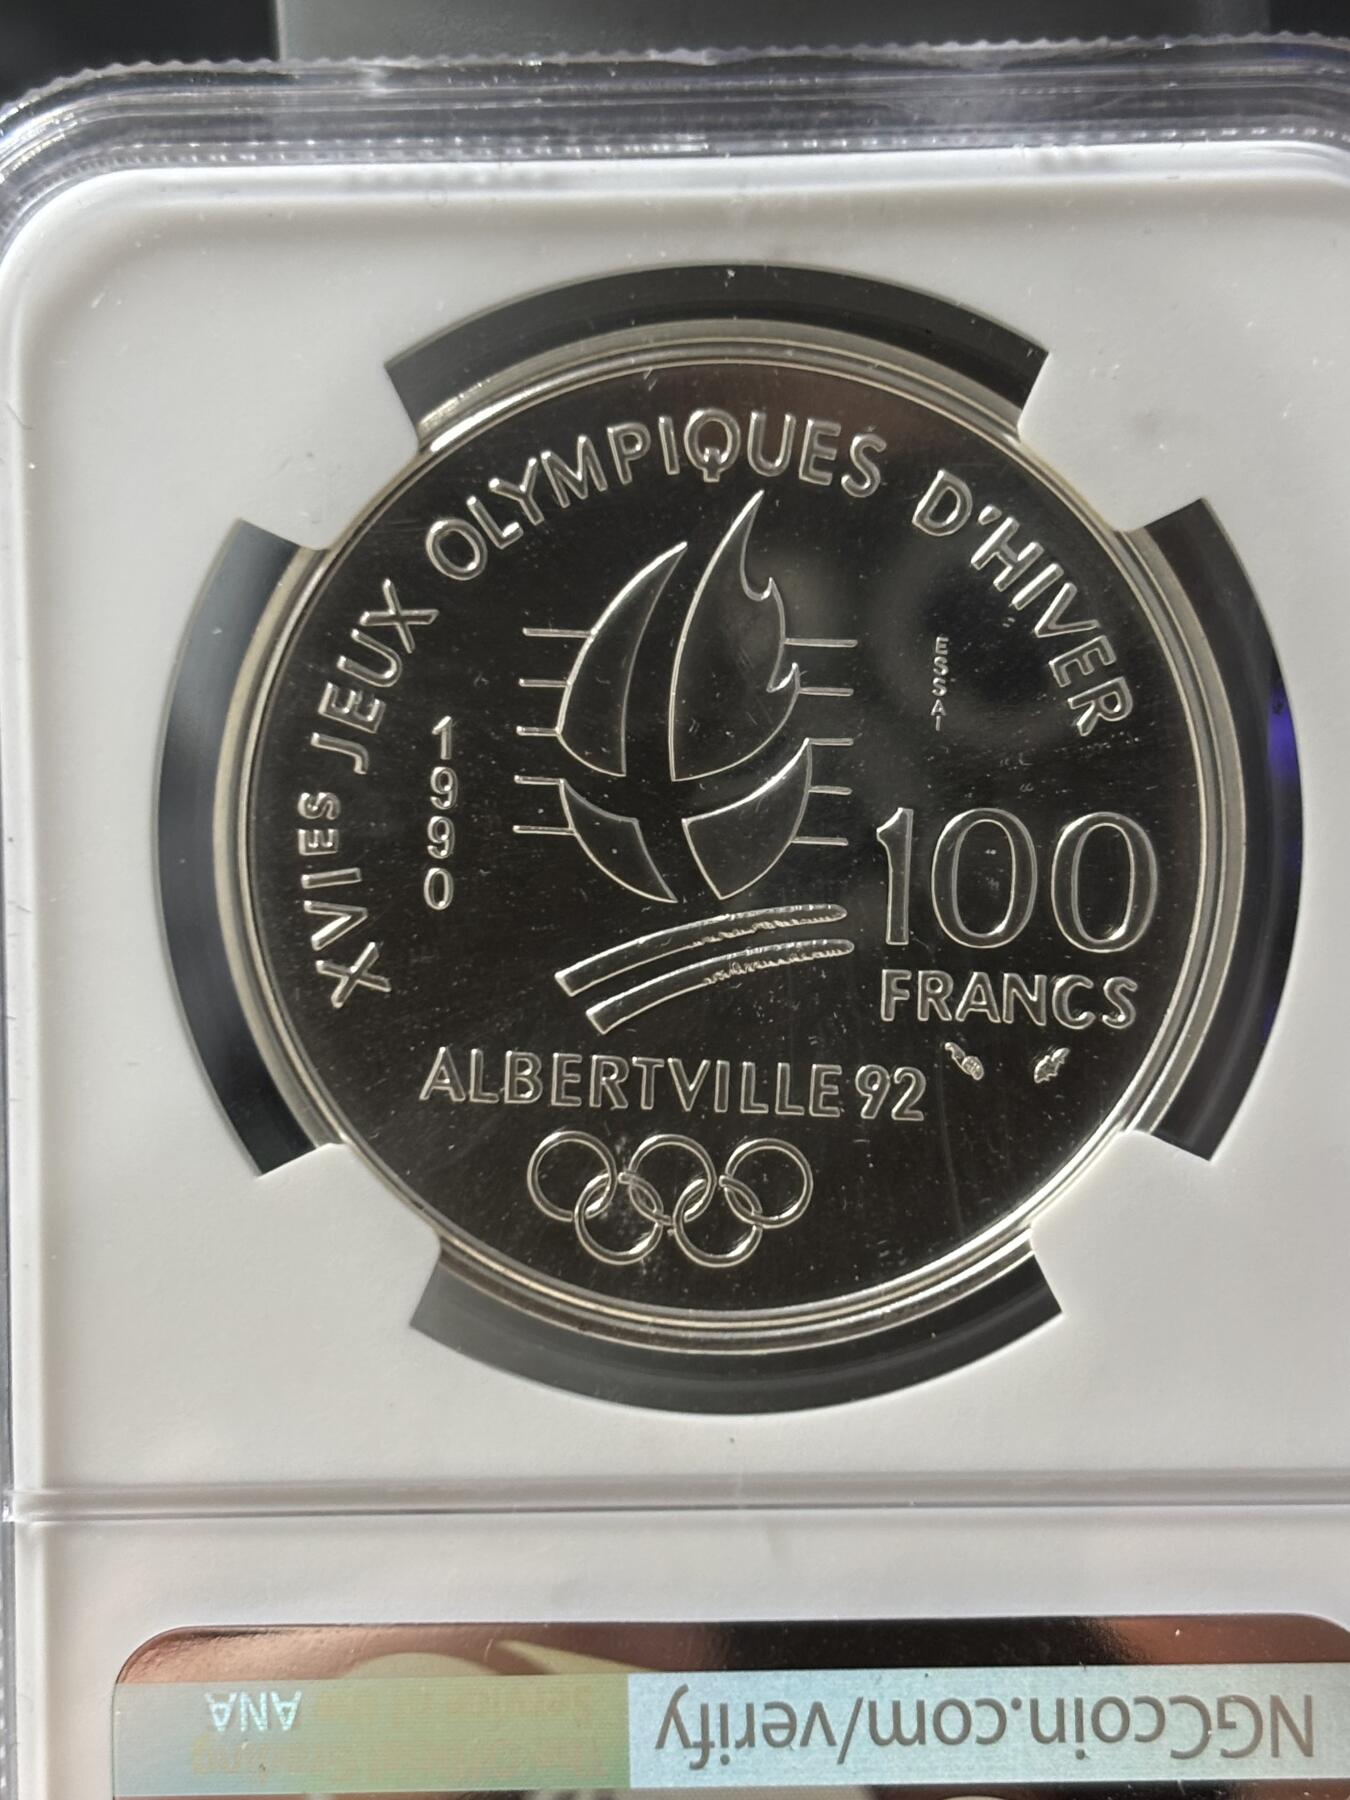 XVIES JEUX OLYMPIQUES D'HIVER
1990
ESSAI
100
FRANCS
ALBERTVILLE 92
NGCcoin.com/verify
ANA